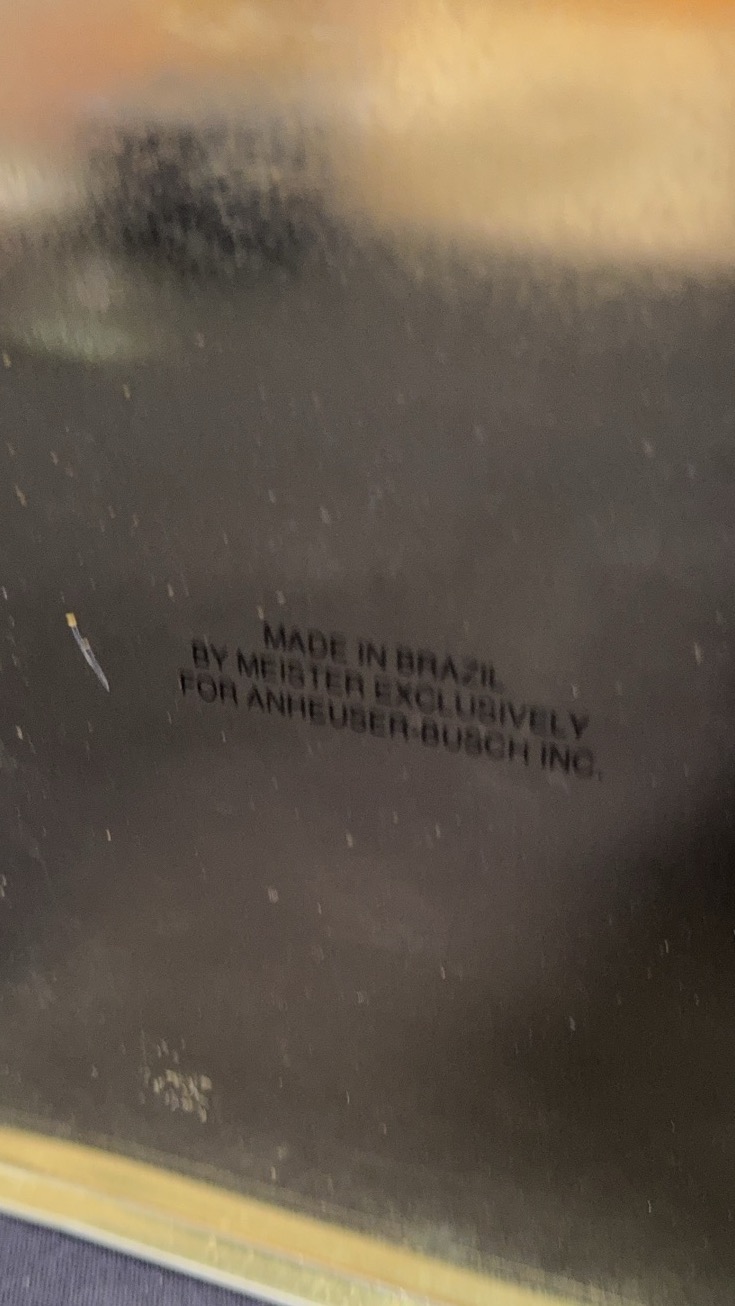 MADE IN BRAZIL
BY MEISTER EXCLUSIVELY
FOR ANHEUSER-BUSCH INC.